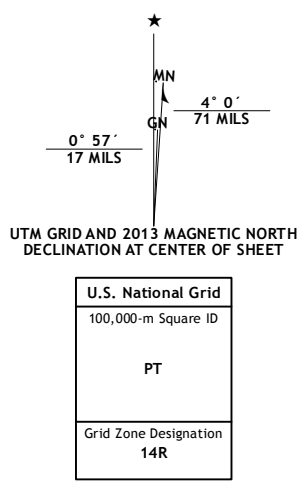 ★
MN
4° 0´
71 MILS
GN
0° 57´
17 MILS
UTM GRID AND 2013 MAGNETIC NORTH
DECLINATION AT CENTER OF SHEET
U.S. National Grid
100,000-m Square ID
PT
Grid Zone Designation
14R